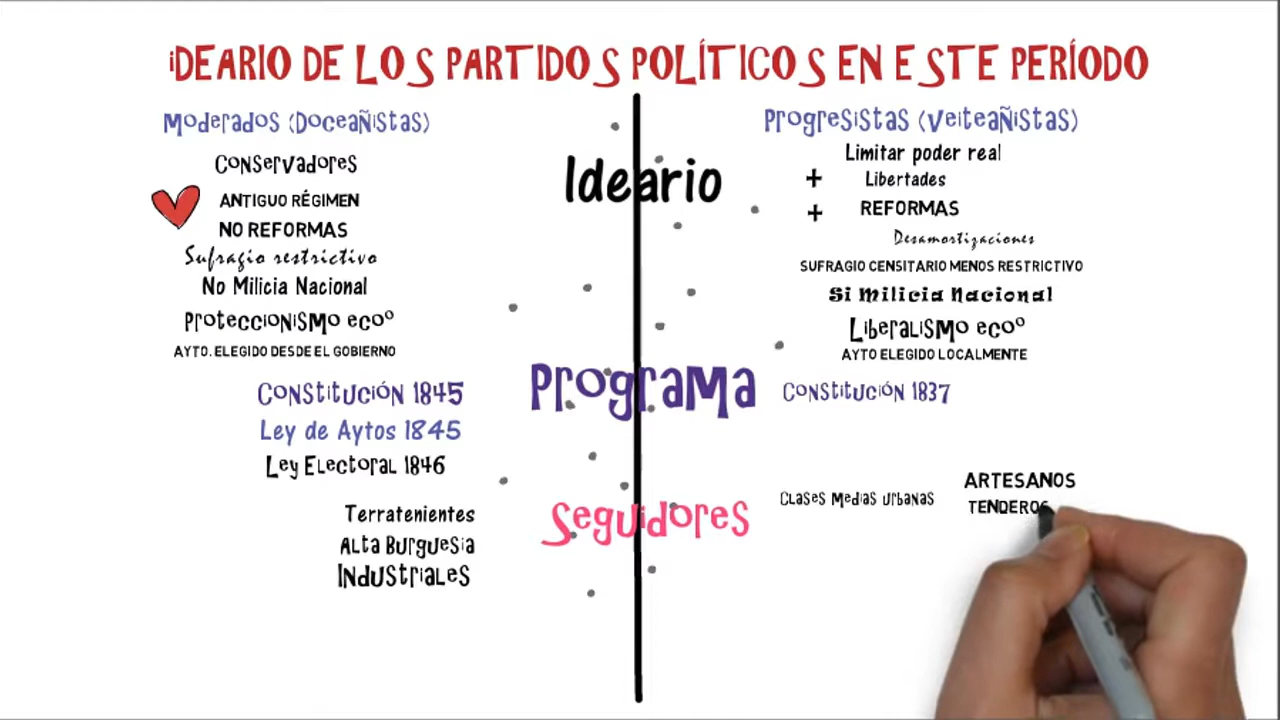 iDEARIO DE LOS PARTIDOS POLÍTICOS EN ESTE PERÍODO
Moderados (Doceañistas)
Conservadores
ANTIGUO RÉGIMEN
NO REFORMAS
Sufragio restrictivo
No Milicia Nacional
Proteccionismo ecoº
AYTO. ELEGIDO DESDE EL GOBIERNO
Constitución 1845
Ley de Aytos 1845
Ley Electoral 1846
Terratenientes
Alta Burguesia
Industriales
Ideario
Programa
Seguidores
Progresistas (Veiteañistas)
Limitar poder real
+ Libertades
+ REFORMAS
Desamortizaciones
SUFRAGIO CENSITARIO MENOS RESTRICTIVO
Si Milicia Nacional
Liberalismo ecoº
AYTO ELEGIDO LOCALMENTE
Constitución 1837
Clases Medias urbanas
ARTESANOS
TENDEROS